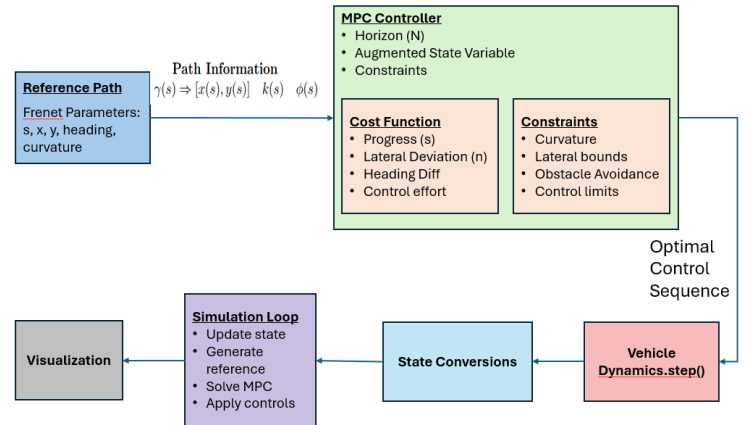 MPC Controller
• Horizon (N)
• Augmented State Variable
• Constraints
Path Information
γ(s) ⇒ [x(s), y(s)] k(s) ϕ(s)
Reference Path
Frenet Parameters:
s, x, y, heading,
curvature
Cost Function
• Progress (s)
• Lateral Deviation (n)
• Heading Diff
• Control effort
Constraints
• Curvature
• Lateral bounds
• Obstacle Avoidance
• Control limits
Optimal
Control
Sequence
Vehicle
Dynamics.step()
State Conversions
Simulation Loop
• Update state
• Generate
reference
• Solve MPC
• Apply controls
Visualization